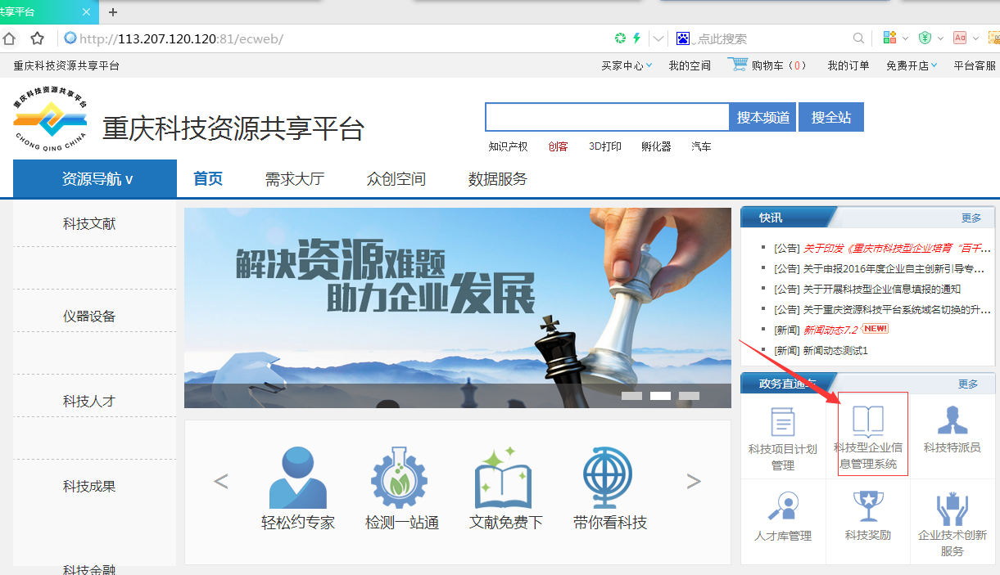 共享平台
http://113.207.120.120:81/ecweb/
点此搜索
重庆科技资源共享平台
买家中心
我的空间
购物车（0）
我的订单
免费开店
平台客服
重庆科技资源共享平台
CHONG QING CHINA
重庆科技资源共享平台
搜本频道
搜全站
知识产权 创客 3D打印 孵化器 汽车
资源导航 v
首页
需求大厅
众创空间
数据服务
科技文献
仪器设备
科技人才
科技成果
科技金融
解决资源难题
助力企业发展
<
轻松约专家
检测一站通
文献免费下
带你看科技
>
快讯
更多
[公告] 关于印发《重庆市科技型企业培育“百千...
[公告] 关于申报2016年度企业自主创新引导专...
[公告] 关于开展科技型企业信息填报的通知
[公告] 关于重庆资源科技平台系统域名切换的升...
[新闻] 新闻动态7.2 NEW!
[新闻] 新闻动态测试1
政务直通车
更多
科技项目计划
管理
科技型企业信
息管理系统
科技特派员
人才库管理
科技奖励
企业技术创新
服务